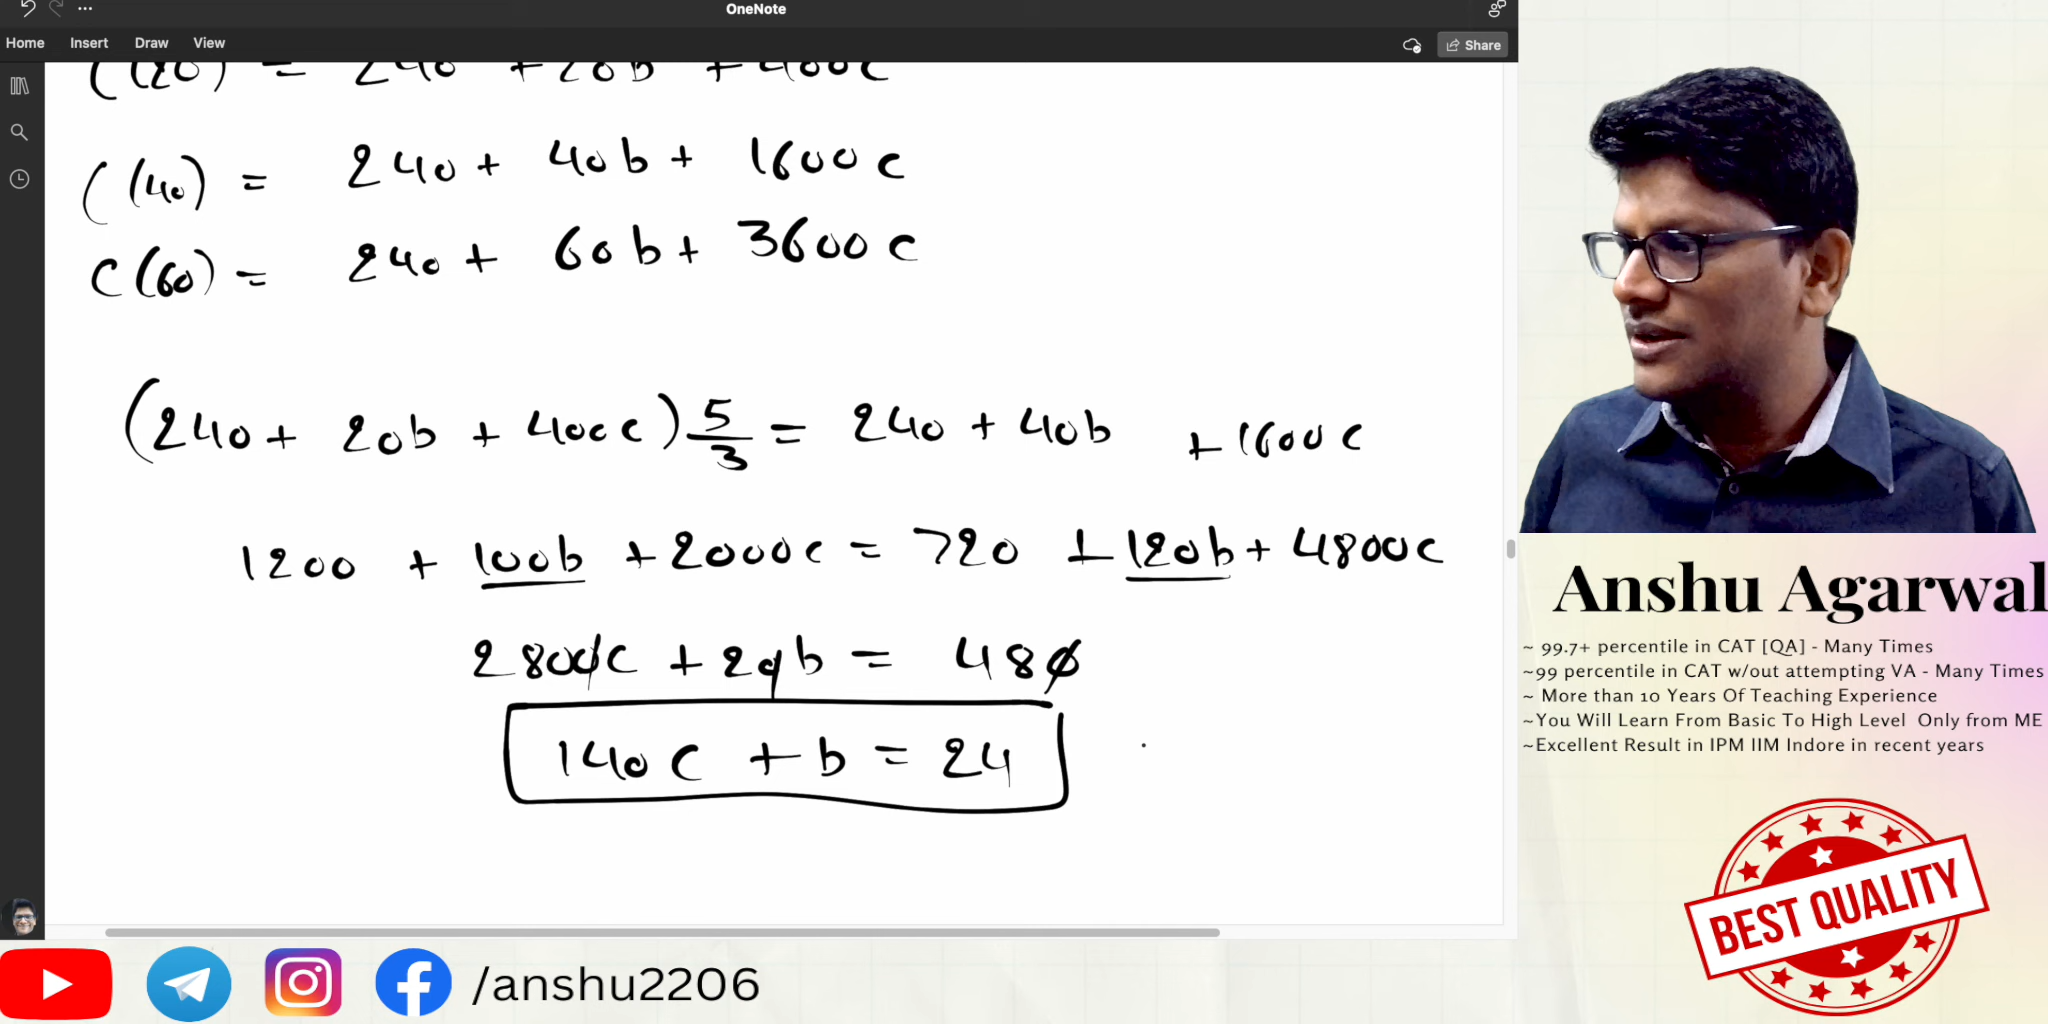 OneNote
Home Insert Draw View Share
C(20) = 240 + 20b + 400c
C(40) = 240 + 40b + 1600c
C(60) = 240 + 60b + 3600c
(240 + 20b + 400c) 5/3 = 240 + 40b + 1600c
1200 + 100b + 2000c = 720 + 120b + 4800c
2800c + 20b = 480
140c + b = 24
Anshu Agarwal
~ 99.7+ percentile in CAT [QA] - Many Times
~99 percentile in CAT w/out attempting VA - Many Times
~ More than 10 Years Of Teaching Experience
~You Will Learn From Basic To High Level Only from ME
~Excellent Result in IPM IIM Indore in recent years
BEST QUALITY
/anshu2206